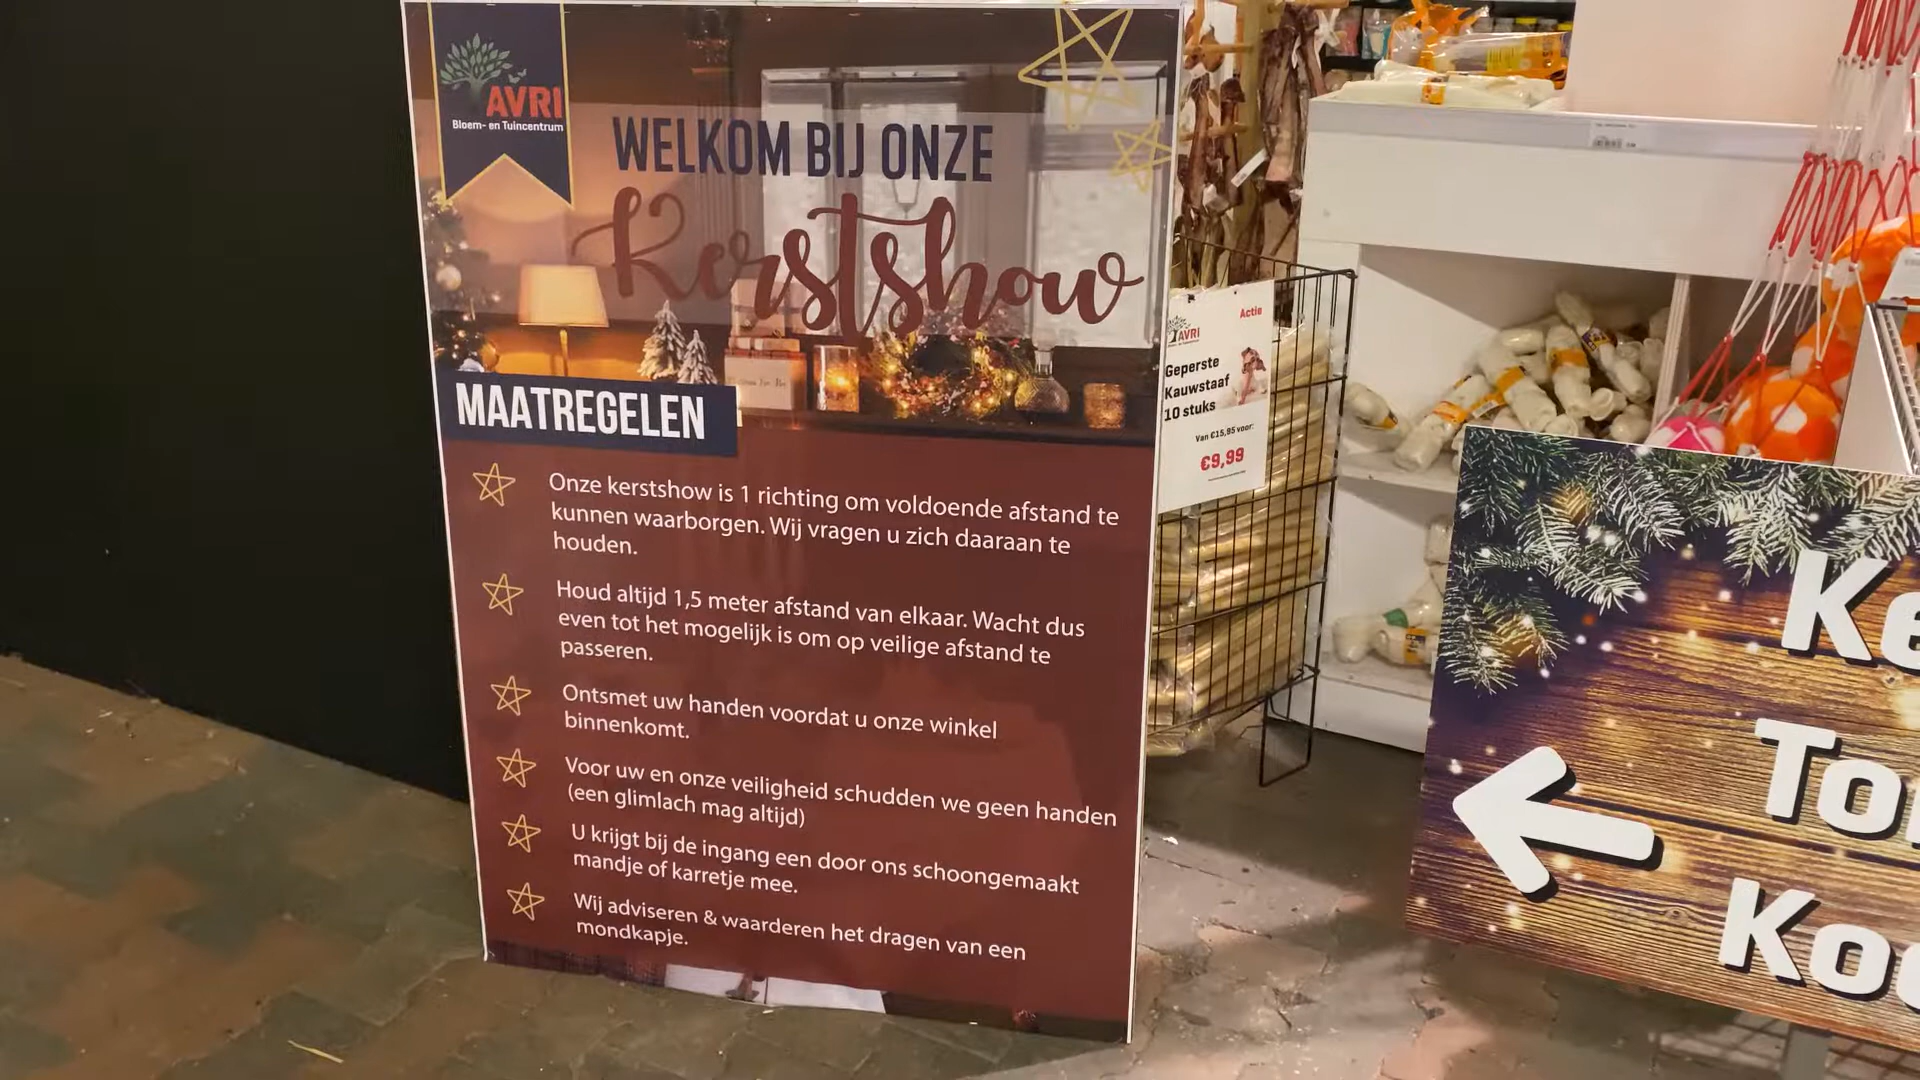 AVRI
Bloem- en Tuincentrum
WELKOM BIJ ONZE
Kerstshow
MAATREGELEN
Onze kerstshow is 1 richting om voldoende afstand te
kunnen waarborgen. Wij vragen u zich daaraan te
houden.
Houd altijd 1,5 meter afstand van elkaar. Wacht dus
even tot het mogelijk is om op veilige afstand te
passeren.
Ontsmet uw handen voordat u onze winkel
binnenkomt.
Voor uw en onze veiligheid schudden we geen handen
(een glimlach mag altijd)
U krijgt bij de ingang een door ons schoongemaakt
mandje of karretje mee.
Wij adviseren & waarderen het dragen van een
mondkapje.
AVRI
Actie
Geperste
Kauwstaaf
10 stuks
Van €15,95 voor:
€9,99
Ke
To
Ko